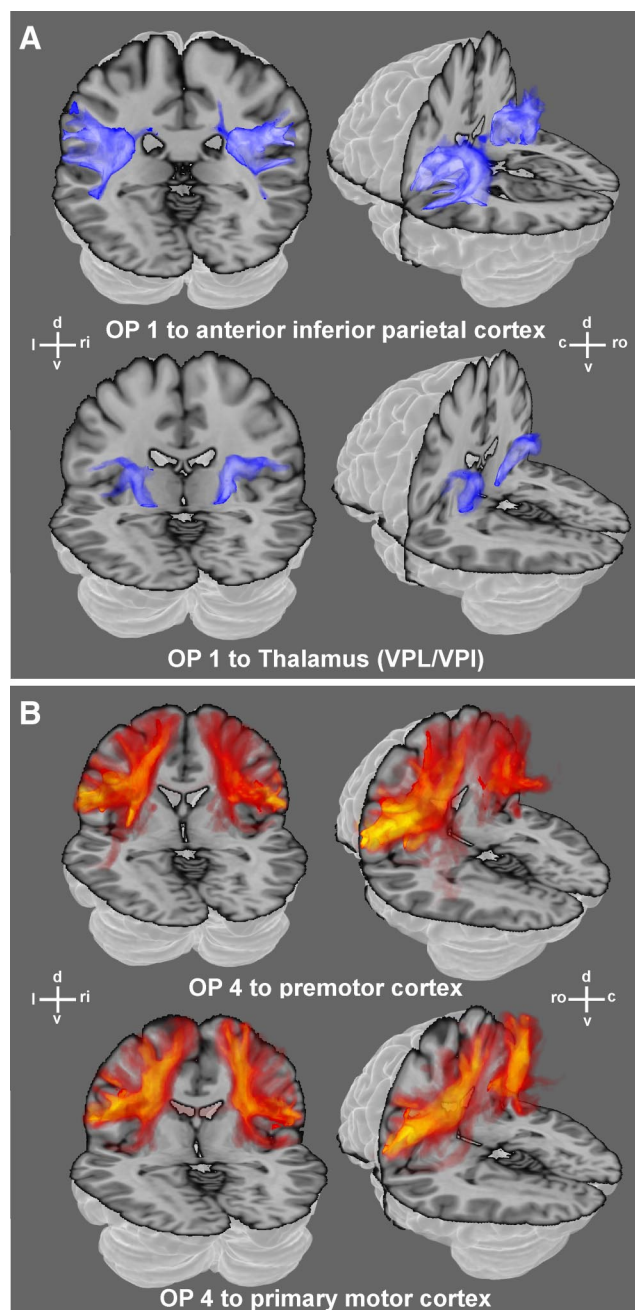 A
OP 1 to anterior inferior parietal cortex
d
l ri
v
d
c ro
v
OP 1 to Thalamus (VPL/VPI)
B
OP 4 to premotor cortex
d
l ri
v
d
ro c
v
OP 4 to primary motor cortex